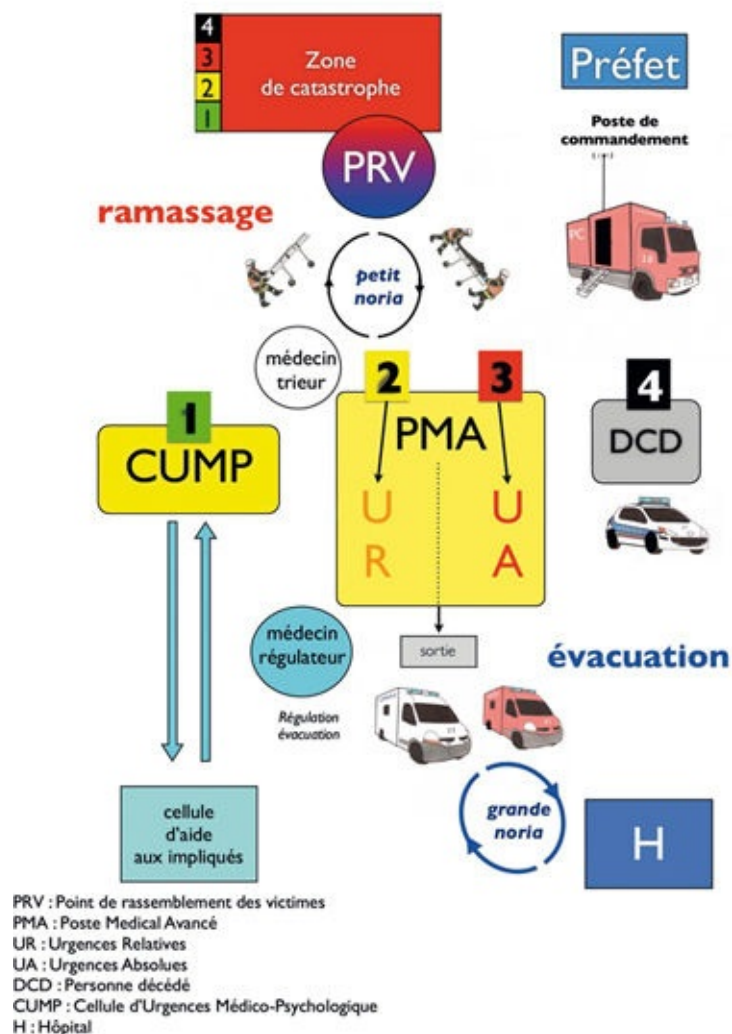 4
3
2
1
Zone
de catastrophe
Préfet
Poste de
commandement
PRV
ramassage
PC
petit
noria
médecin
trieur
1
2
3
4
CUMP
PMA
DCD
U
R
U
A
médecin
régulateur
sortie
évacuation
Régulation
évacuation
cellule
d'aide
aux impliqués
grande
noria
H
PRV : Point de rassemblement des victimes
PMA : Poste Medical Avancé
UR : Urgences Relatives
UA : Urgences Absolues
DCD : Personne décédé
CUMP : Cellule d'Urgences Médico-Psychologique
H : Hôpital